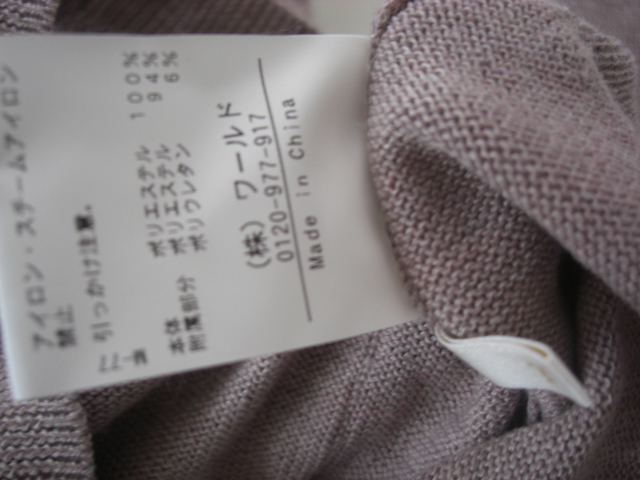 アイロン・スチームアイロン
禁止
引っかけ注意。
本体 ポリエステル 100%
附属部分 ポリエステル 94%
ポリウレタン 6%
(株) ワールド
0120-977-917
Made in China